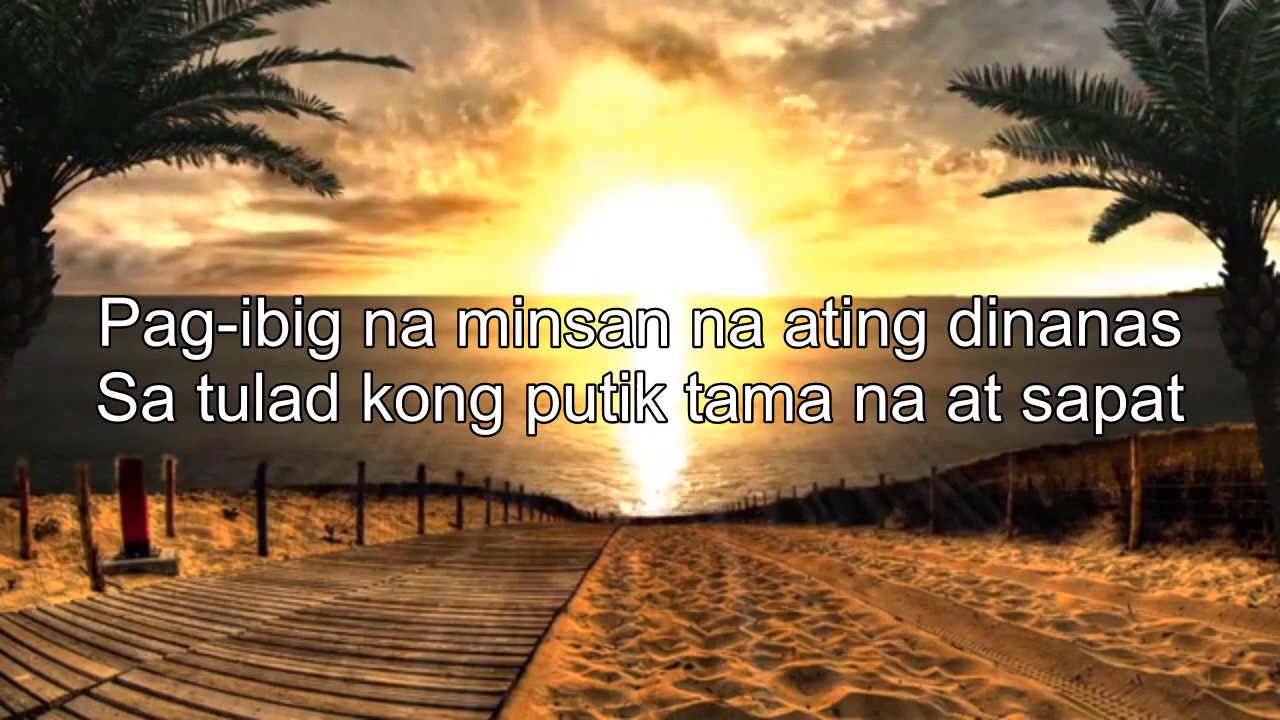 Pag-ibig na minsan na ating dinanas
Sa tulad kong putik tama na at sapat